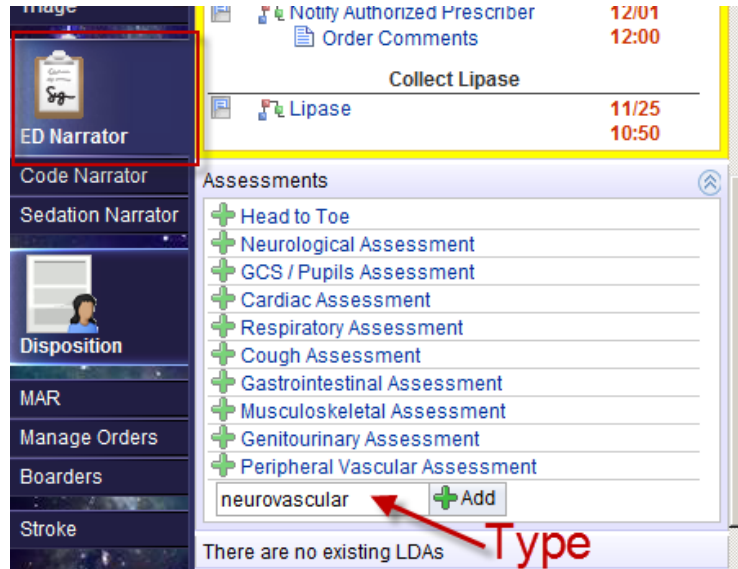 Triage
ED Narrator
Code Narrator
Sedation Narrator
Disposition
MAR
Manage Orders
Boarders
Stroke
Notify Authorized Prescriber 12/01
Order Comments 12:00
Collect Lipase
Lipase 11/25
10:50
Assessments
Head to Toe
Neurological Assessment
GCS / Pupils Assessment
Cardiac Assessment
Respiratory Assessment
Cough Assessment
Gastrointestinal Assessment
Musculoskeletal Assessment
Genitourinary Assessment
Peripheral Vascular Assessment
neurovascular Add
Type
There are no existing LDAs